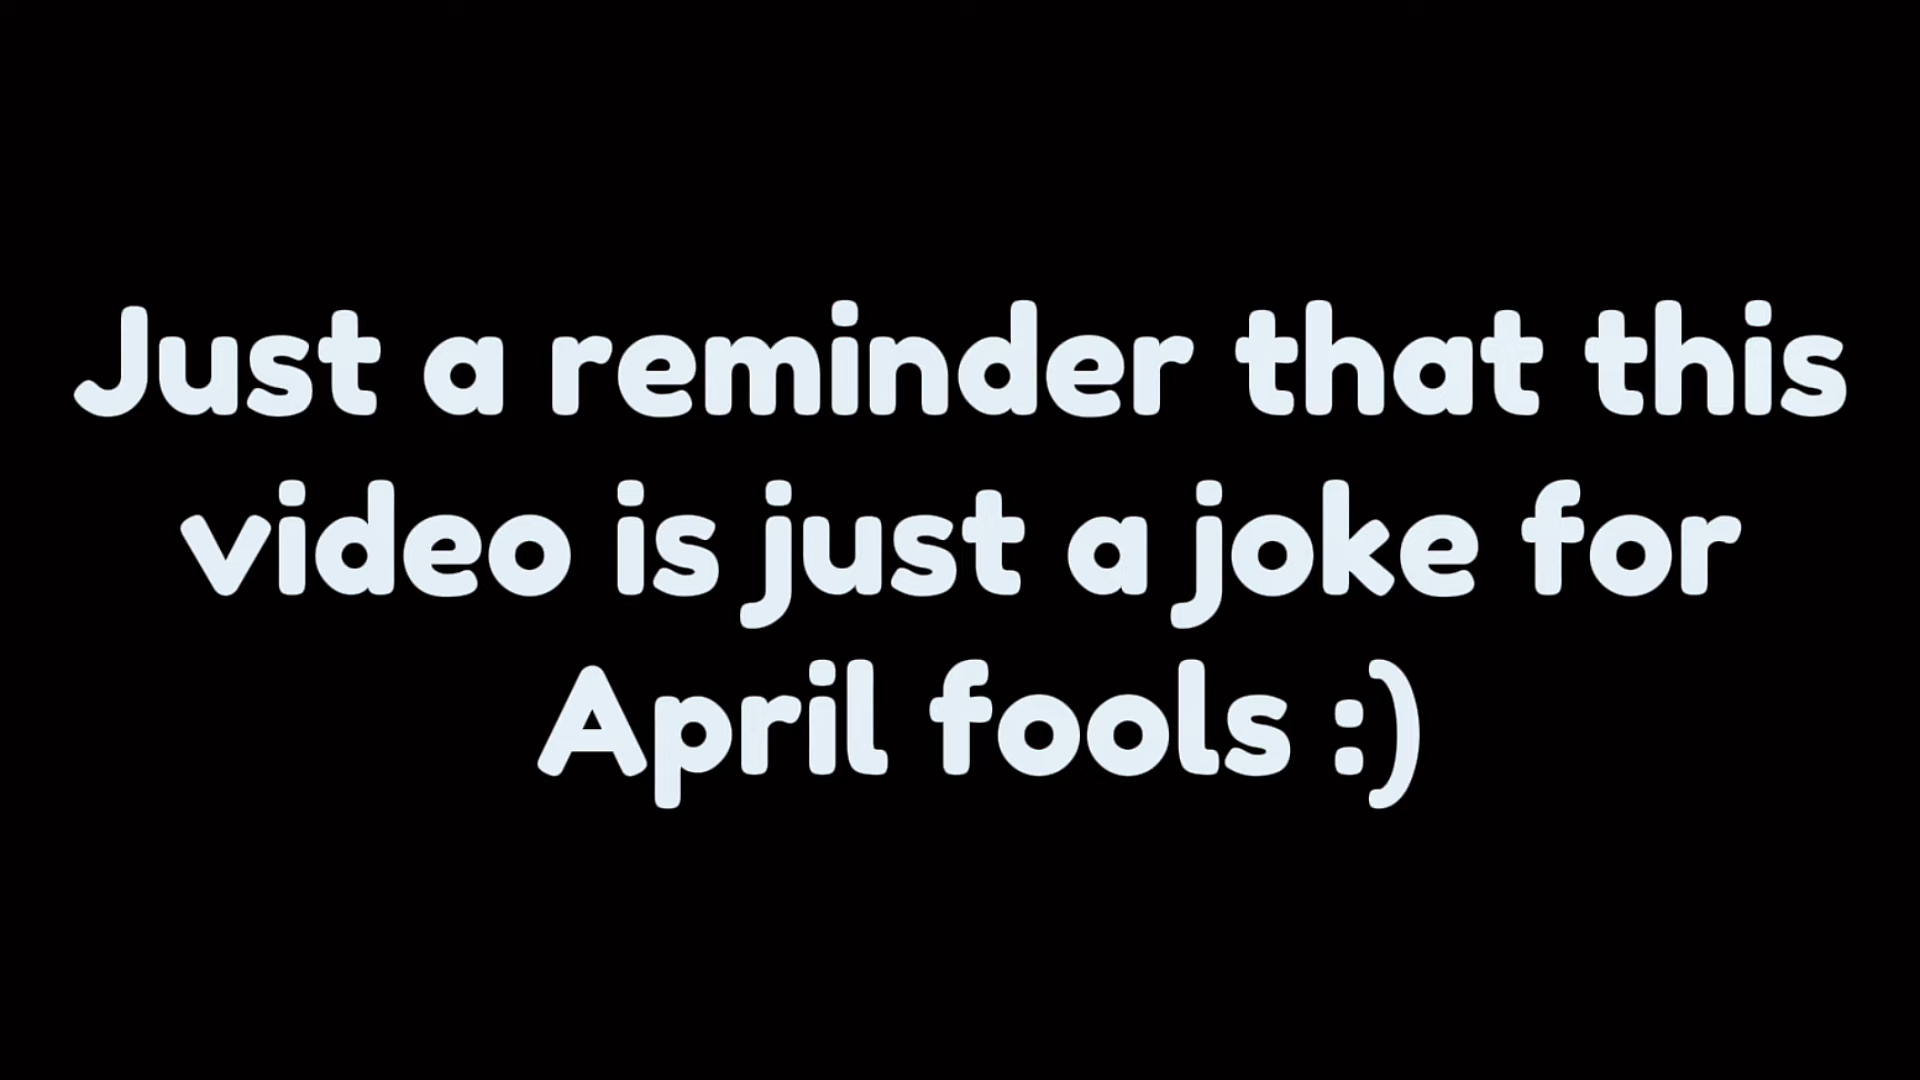 Just a reminder that this
video is just a joke for
April fools :)